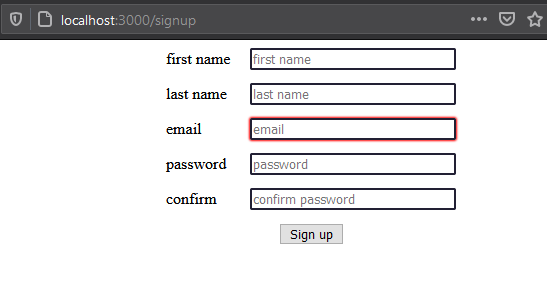 localhost:3000/signup
first name first name
last name last name
email email
password password
confirm confirm password
Sign up